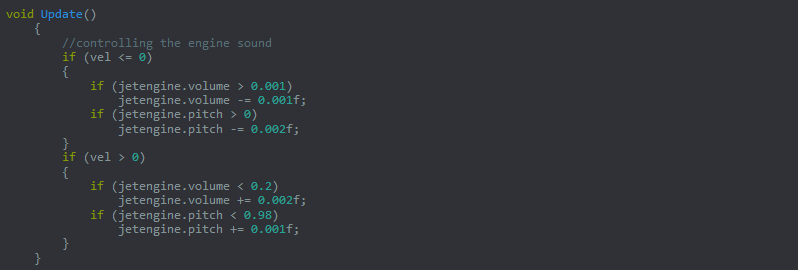 void Update()
{
//controlling the engine sound
if (vel <= 0)
{
if (jetengine.volume > 0.001)
jetengine.volume -= 0.001f;
if (jetengine.pitch > 0)
jetengine.pitch -= 0.002f;
}
if (vel > 0)
{
if (jetengine.volume < 0.2)
jetengine.volume += 0.002f;
if (jetengine.pitch < 0.98)
jetengine.pitch += 0.001f;
}
}